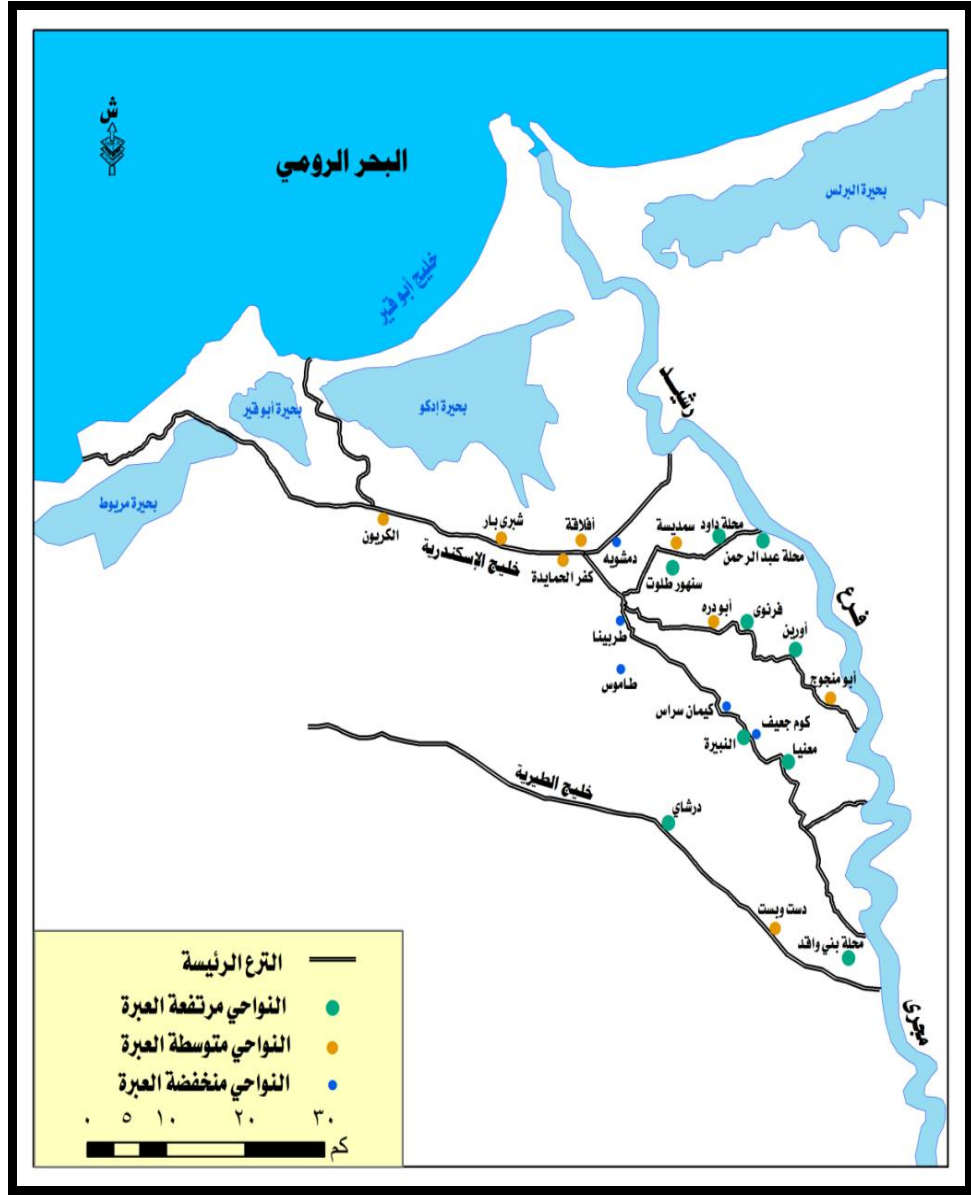 ش
البحر الرومي
بحيرة البرلس
خليج أبو قير
رشيد
بحيرة إدكو
بحيرة أبو قير
بحيرة مريوط
الكريون
شبرى بار
أفلاقة
دمشويه
سمديسة
محلة داود
محلة عبد الرحمن
خليج الإسكندرية
كفر الحمايدة
سنهور طلوت
فرع
أبو دره
فرنوى
أورين
طربينا
أبو منجوج
طاموس
كيمان سراس
كوم جعيف
النبيرة
معنيا
خليج الطيرية
درشاي
دست وبست
محلة بني واقد
مجرى
الترع الرئيسة
النواحي مرتفعة العبرة
النواحي متوسطة العبرة
النواحي منخفضة العبرة
٠ ٥ ١٠ ٢٠ ٣٠
كم